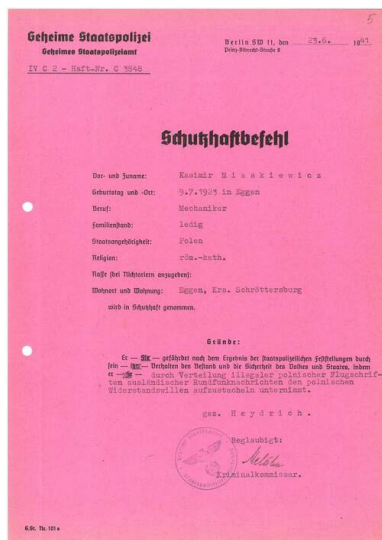 5
Geheime Staatspolizei
Geheimes Staatspolizeiamt
IV C 2 - Haft-Nr. C 3948
Berlin SW 11, den 23.6. 1941
Prinz-Albrecht-Straße 8
Schutzhaftbefehl
Vor- und Zuname: Kasimir
Geburtstag und -Ort: 9.7.1923 in Eggen
Beruf: Mechaniker
Familienstand: ledig
Staatsangehörigkeit: Polen
Religion: röm.-kath.
Rasse (bei Nichtariern anzugeben):
Wohnort und Wohnung: Eggen, Krs. Schröttersburg
wird in Schutzhaft genommen.
Gründe:
Er — Sie — gefährdet nach dem Ergebnis der staatspolizeilichen Feststellungen durch
sein — ihr — Verhalten den Bestand und die Sicherheit des Volkes und Staates, indem
er — sie — durch Verteilung illegaler polnischer Flugschrif-
ten ausländischer Rundfunknachrichten den polnischen
Widerstandswillen aufzustacheln unternimmt.
gez. Heydrich.
Beglaubigt:
Kriminalkommissar.
G.St. Nr. 101 a